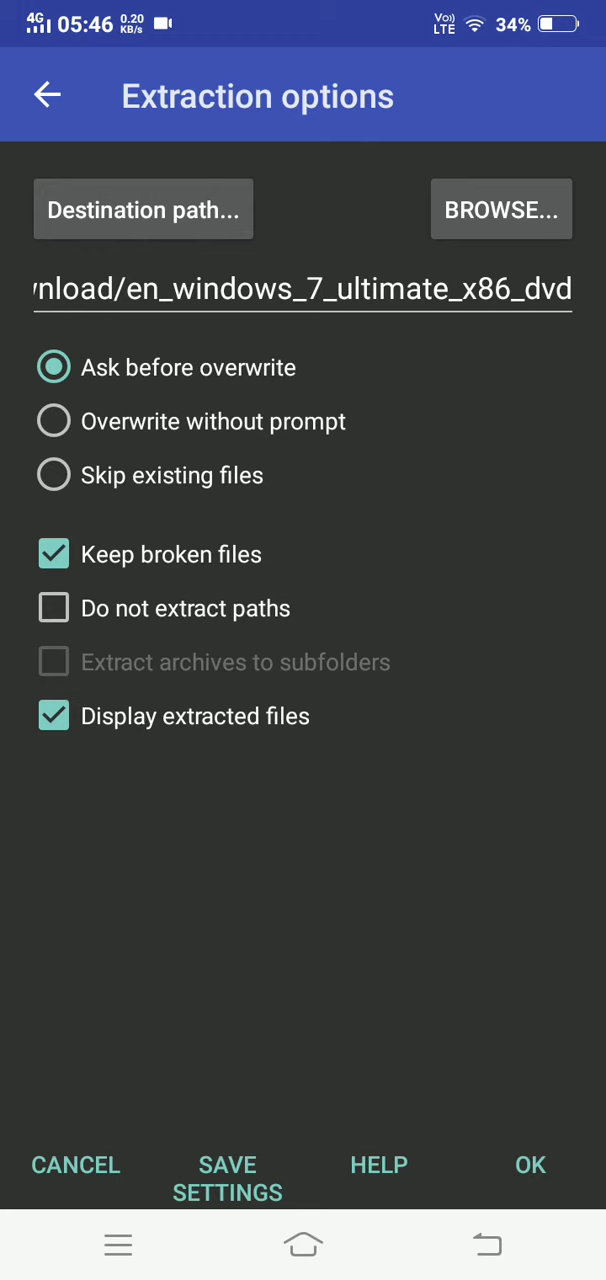 4G 05:46 0.20 KB/s Vo)) LTE 34%
Extraction options
Destination path... BROWSE...
nload/en_windows_7_ultimate_x86_dvd
Ask before overwrite
Overwrite without prompt
Skip existing files
Keep broken files
Do not extract paths
Extract archives to subfolders
Display extracted files
CANCEL SAVE SETTINGS HELP OK